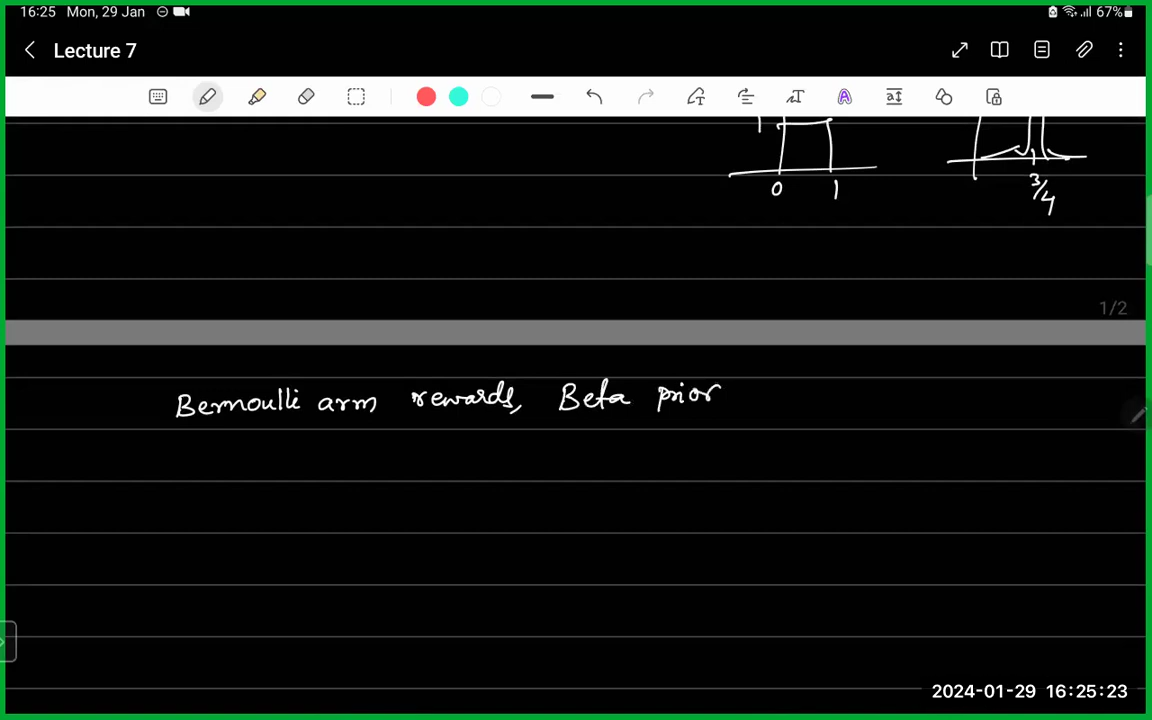 16:25 Mon, 29 Jan 67%
Lecture 7
1
0 1 3/4
1/2
Bernoulli arm rewards, Beta prior
2024-01-29 16:25:23